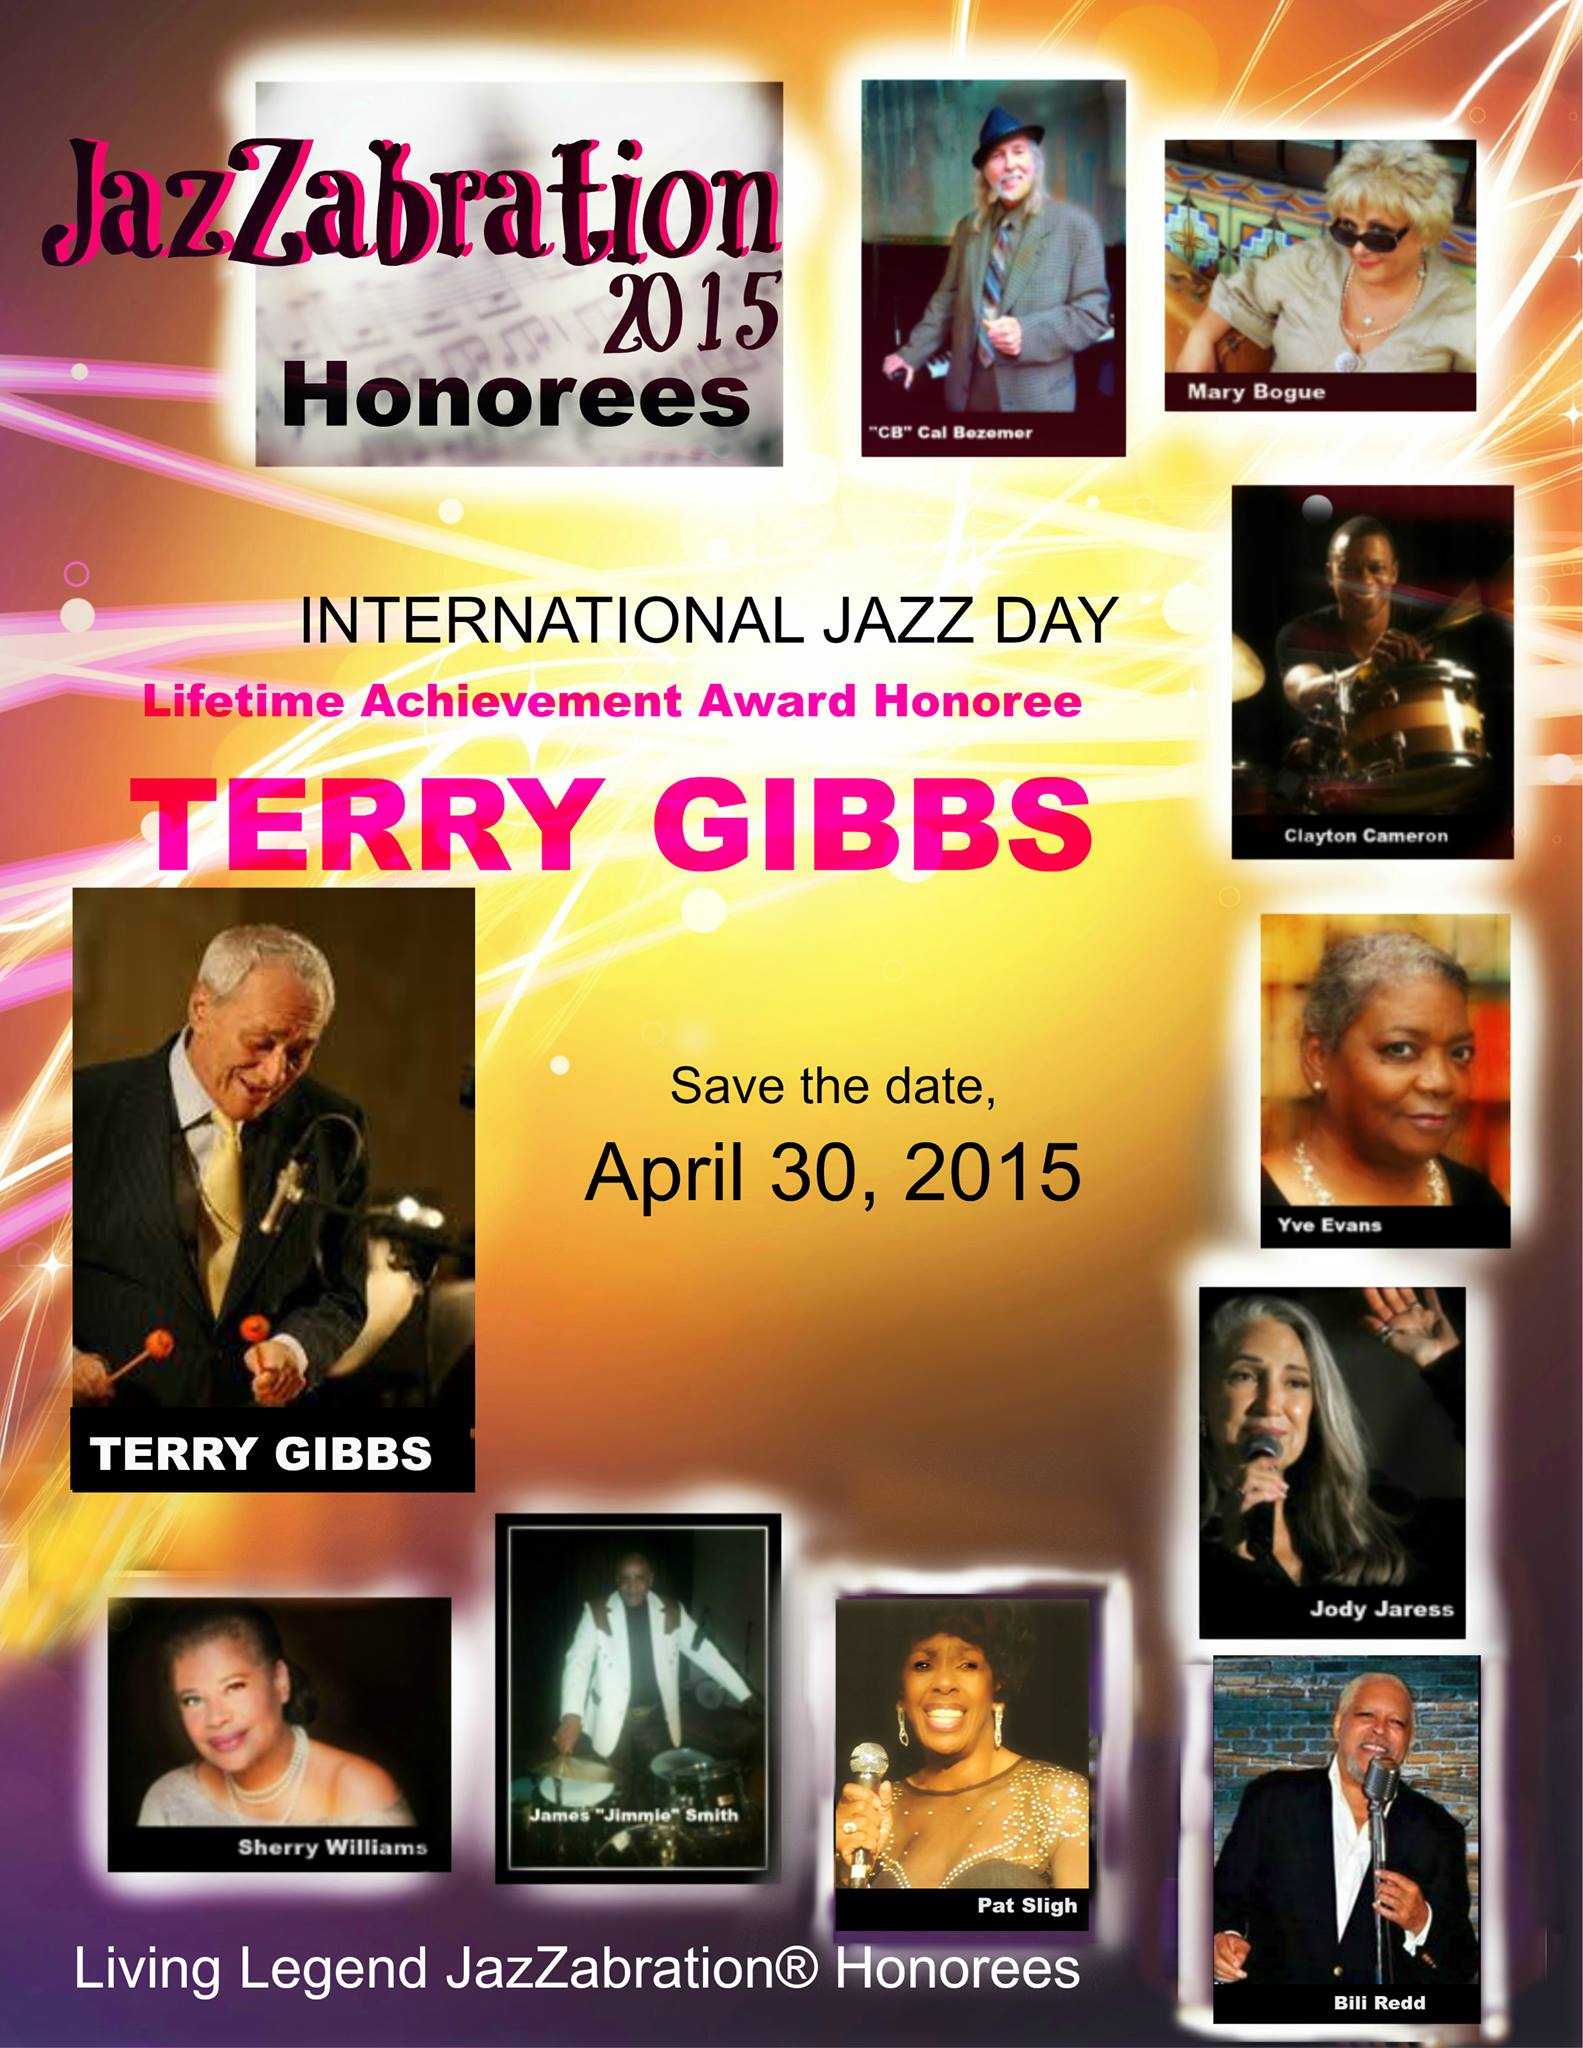 JazZabration
2015
Honorees
"CB" Cal Bezemer
Mary Bogue
INTERNATIONAL JAZZ DAY
Lifetime Achievement Award Honoree
TERRY GIBBS
Clayton Cameron
Save the date,
April 30, 2015
Yve Evans
TERRY GIBBS
Jody Jaress
Sherry Williams
James "Jimmie" Smith
Pat Sligh
Bili Redd
Living Legend JazZabration® Honorees